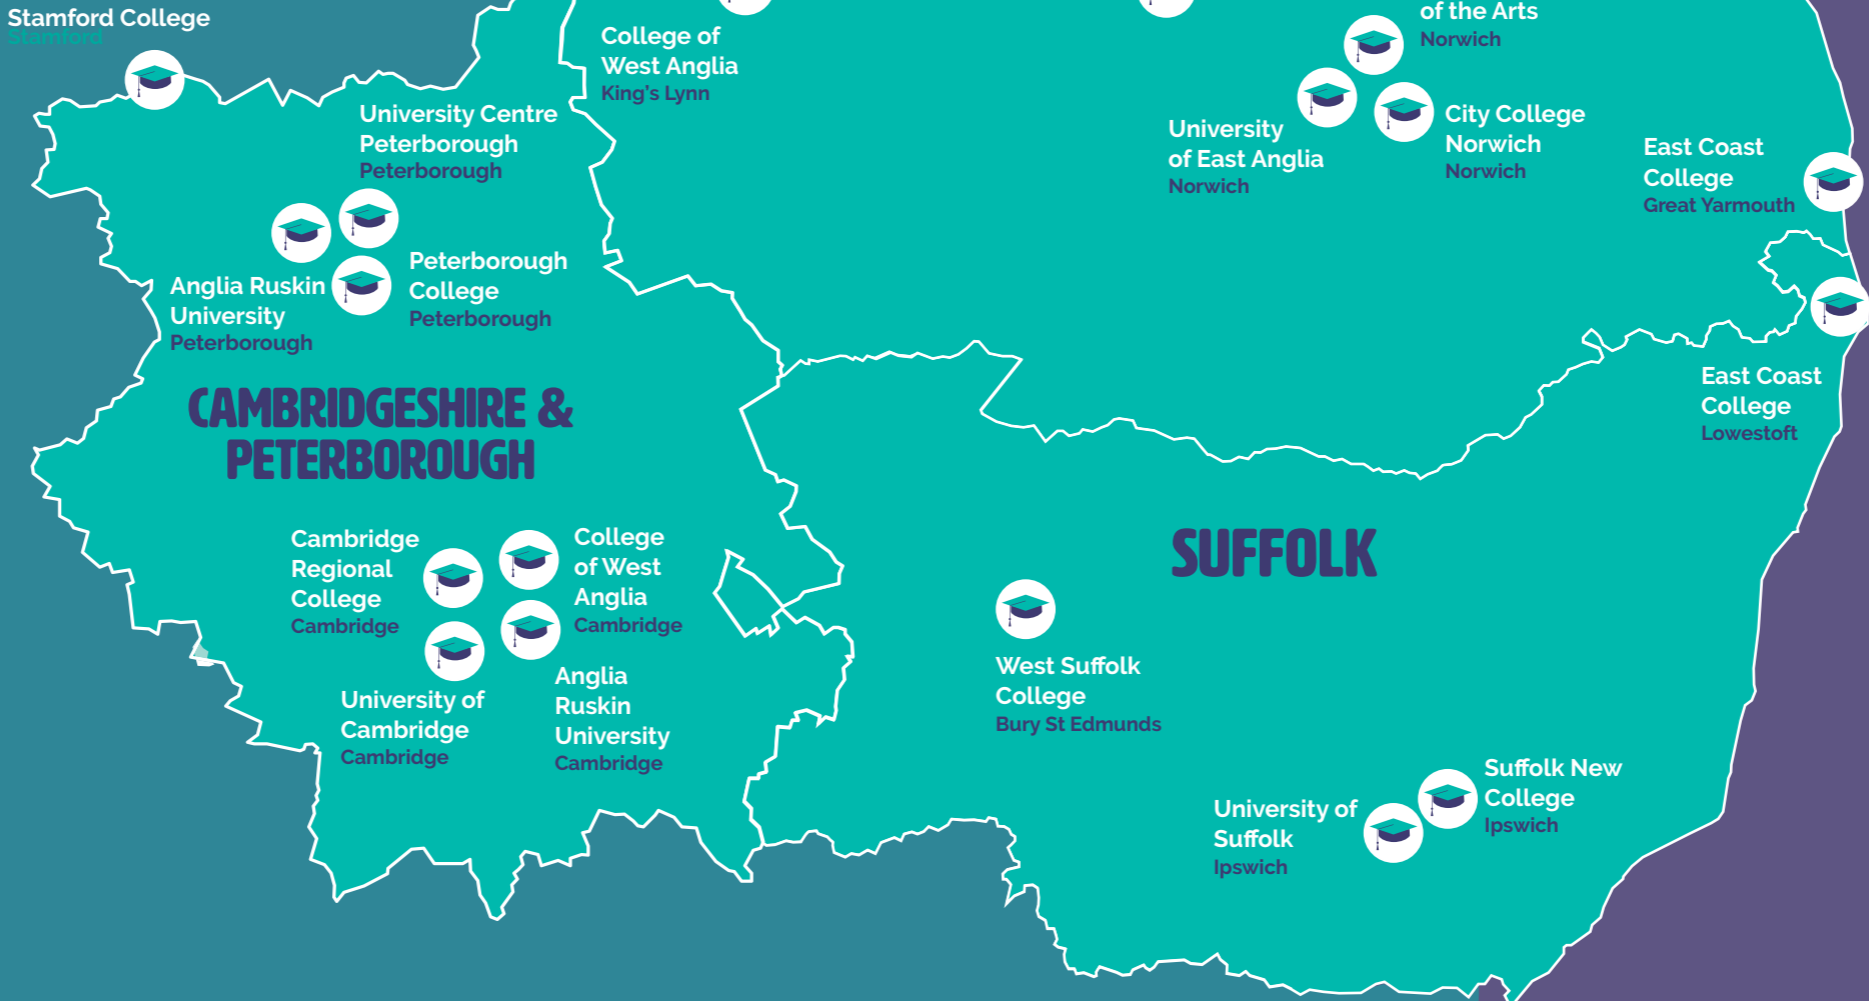 Stamford College
Stamford
College of
West Anglia
King's Lynn
of the Arts
Norwich
University Centre
Peterborough
Peterborough
University
of East Anglia
Norwich
City College
Norwich
Norwich
East Coast
College
Great Yarmouth
Anglia Ruskin
University
Peterborough
Peterborough
College
Peterborough
East Coast
College
Lowestoft
CAMBRIDGESHIRE &
PETERBOROUGH
SUFFOLK
Cambridge
Regional
College
Cambridge
College
of West
Anglia
Cambridge
University of
Cambridge
Cambridge
Anglia
Ruskin
University
Cambridge
West Suffolk
College
Bury St Edmunds
University of
Suffolk
Ipswich
Suffolk New
College
Ipswich